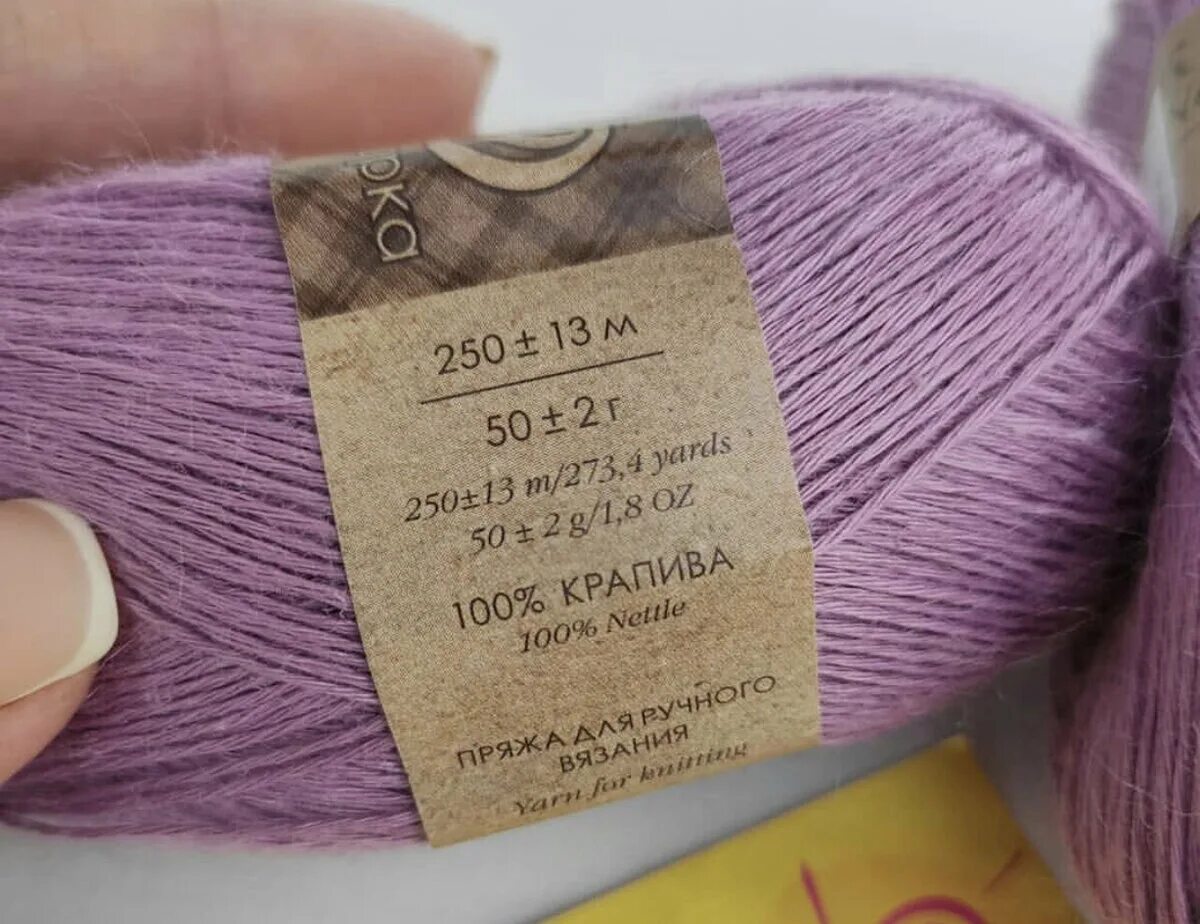 250 ± 13 м
50 ± 2 г
250±13 m/273,4 yards
50 ± 2 g/1,8 OZ
100% КРАПИВА
100% Nettle
ПРЯЖА ДЛЯ РУЧНОГО
ВЯЗАНИЯ
Yarn for knitting